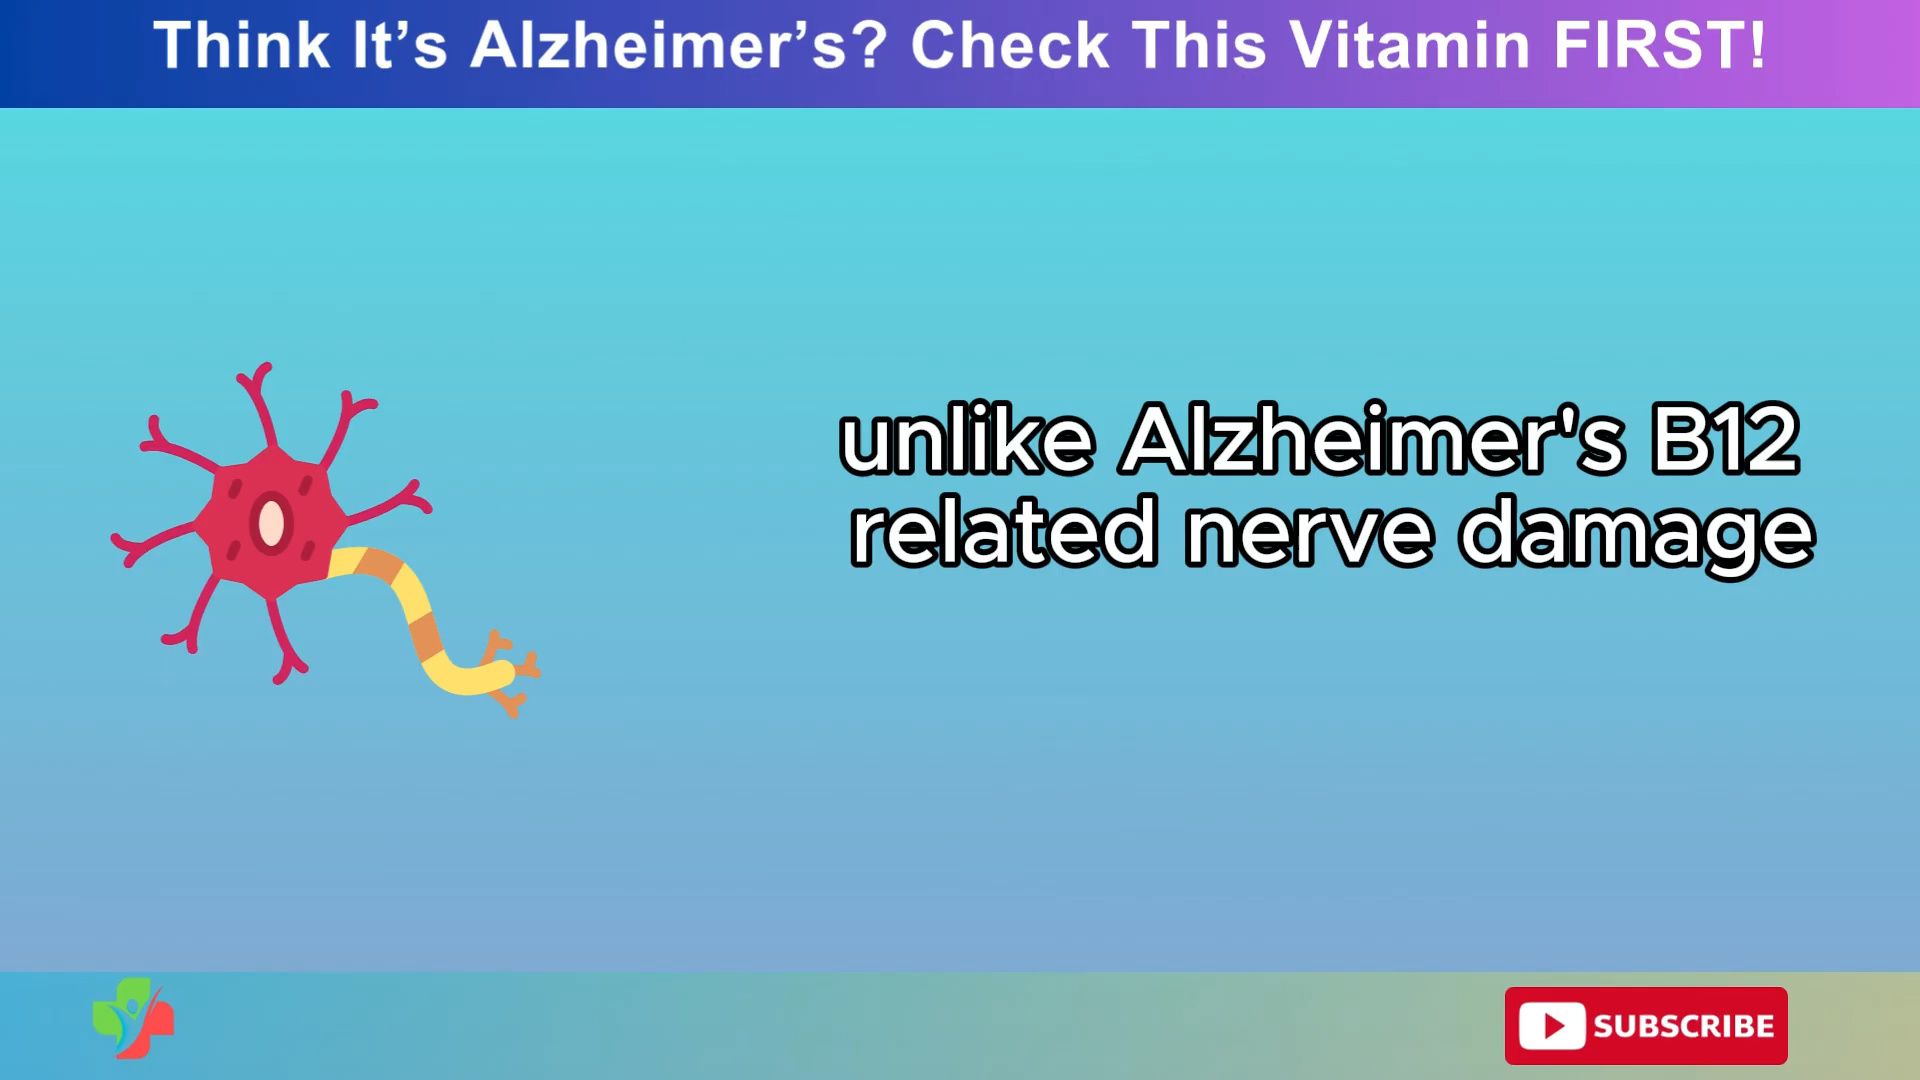 Think It’s Alzheimer’s? Check This Vitamin FIRST!
unlike Alzheimer's B12
related nerve damage
SUBSCRIBE